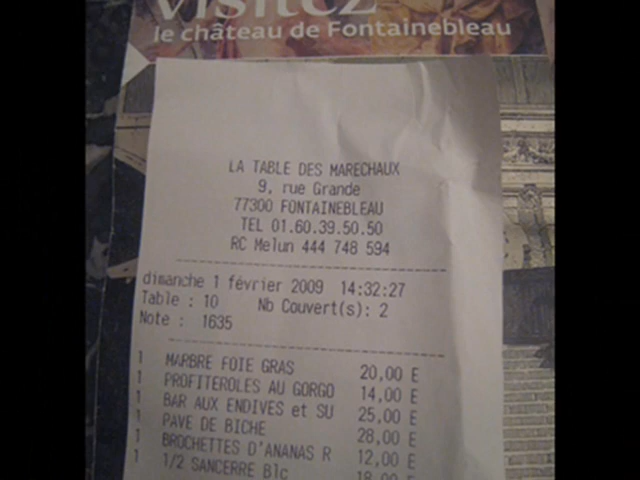 visitez
le château de Fontainebleau
LA TABLE DES MARECHAUX
9, rue Grande
77300 FONTAINEBLEAU
TEL 01.60.39.50.50
RC Melun 444 748 594
dimanche 1 février 2009 14:32:27
Table : 10 Nb Couvert(s): 2
Note : 1635
1 MARBRE FOIE GRAS 20,00 E
1 PROFITEROLES AU GORGO 14,00 E
1 BAR AUX ENDIVES et SU 25,00 E
1 PAVE DE BICHE 28,00 E
1 BROCHETTES D'ANANAS R 12,00 E
1 1/2 SANCERRE Blc 18,00 E